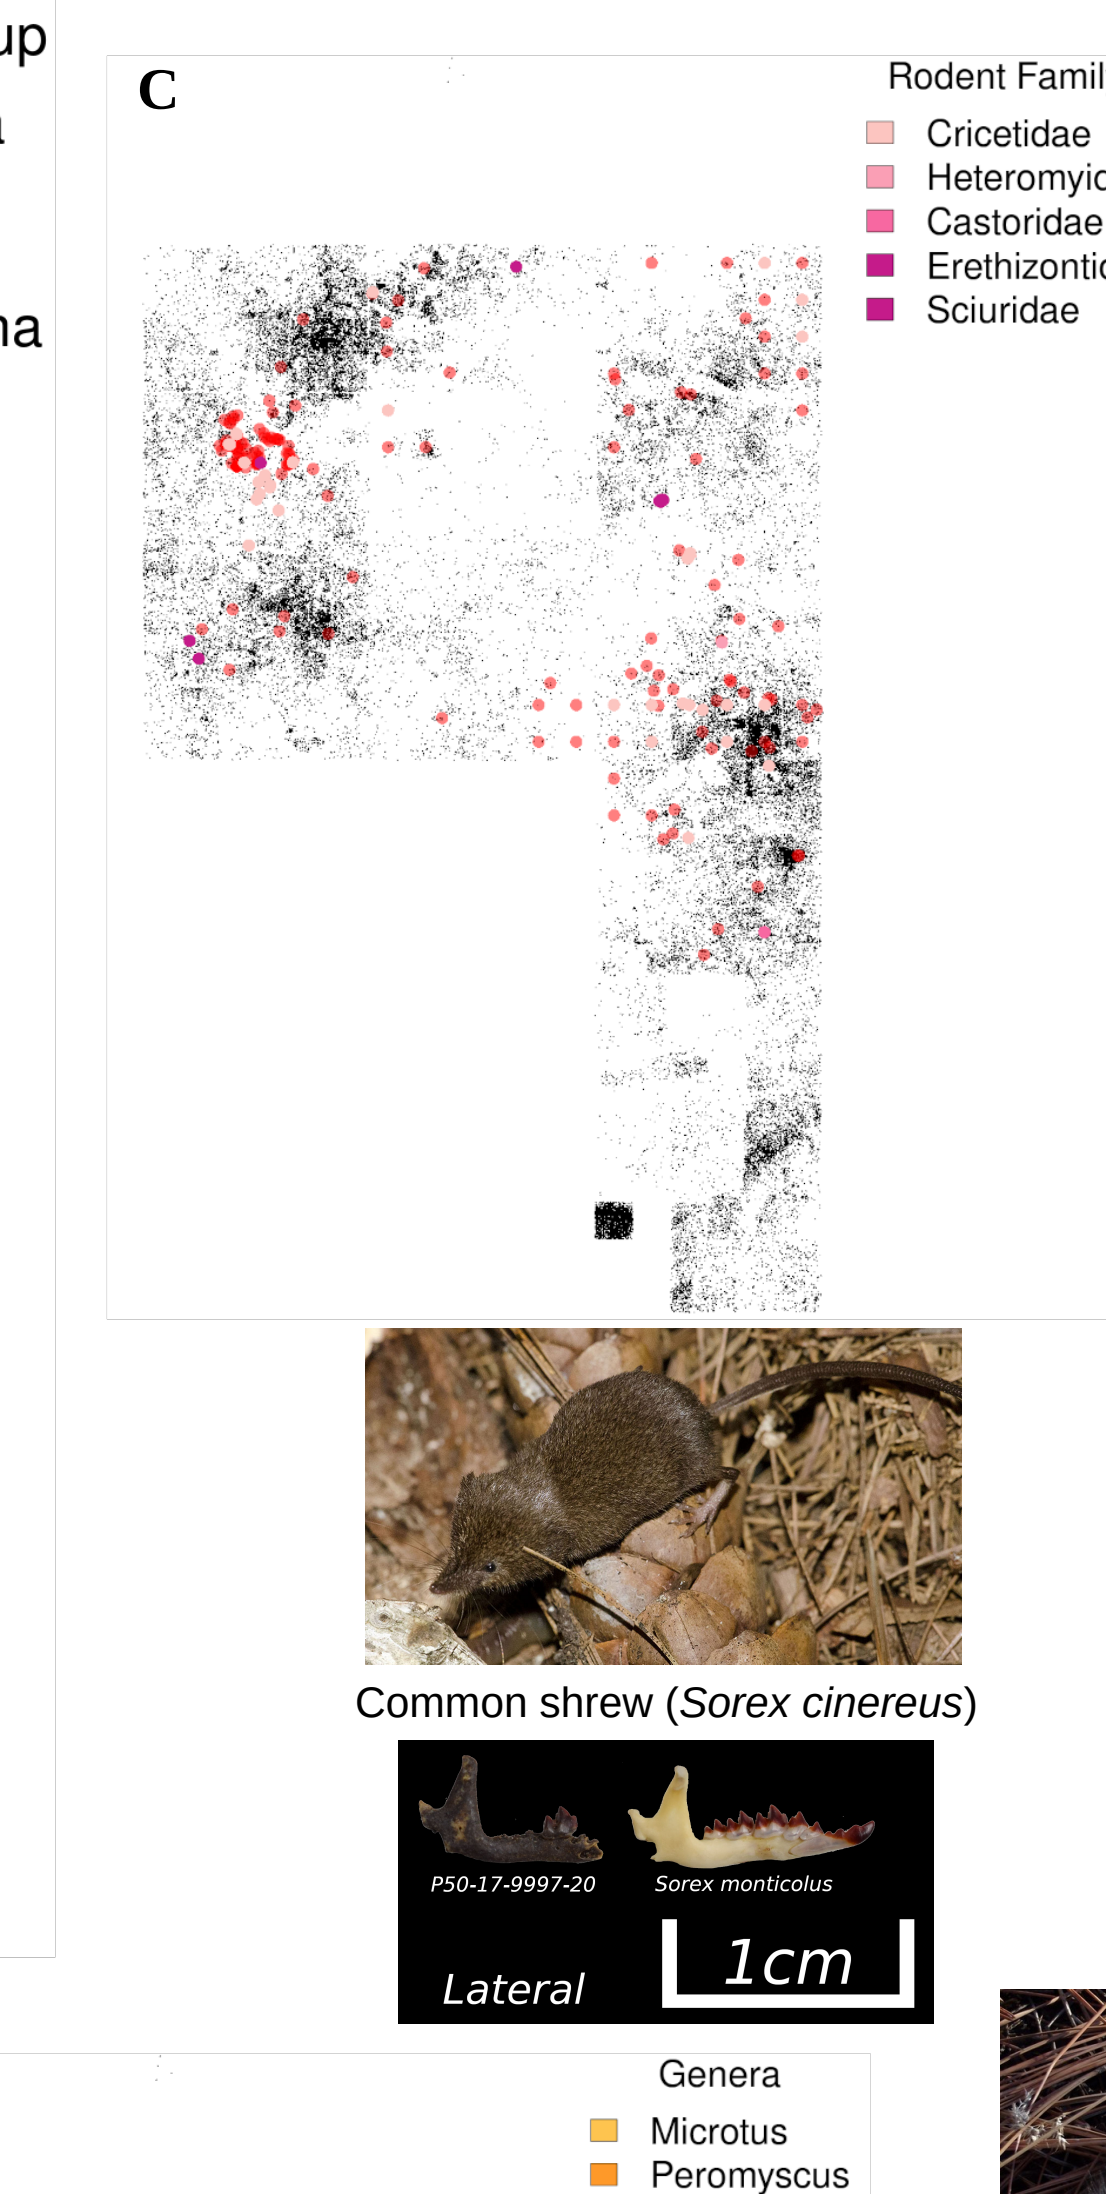 C
Rodent Famil
Cricetidae
Heteromyid
Castoridae
Erethizontic
Sciuridae
up
na
Common shrew (Sorex cinereus)
P50-17-9997-20
Sorex monticolus
Lateral
1cm
Genera
Microtus
Peromyscus